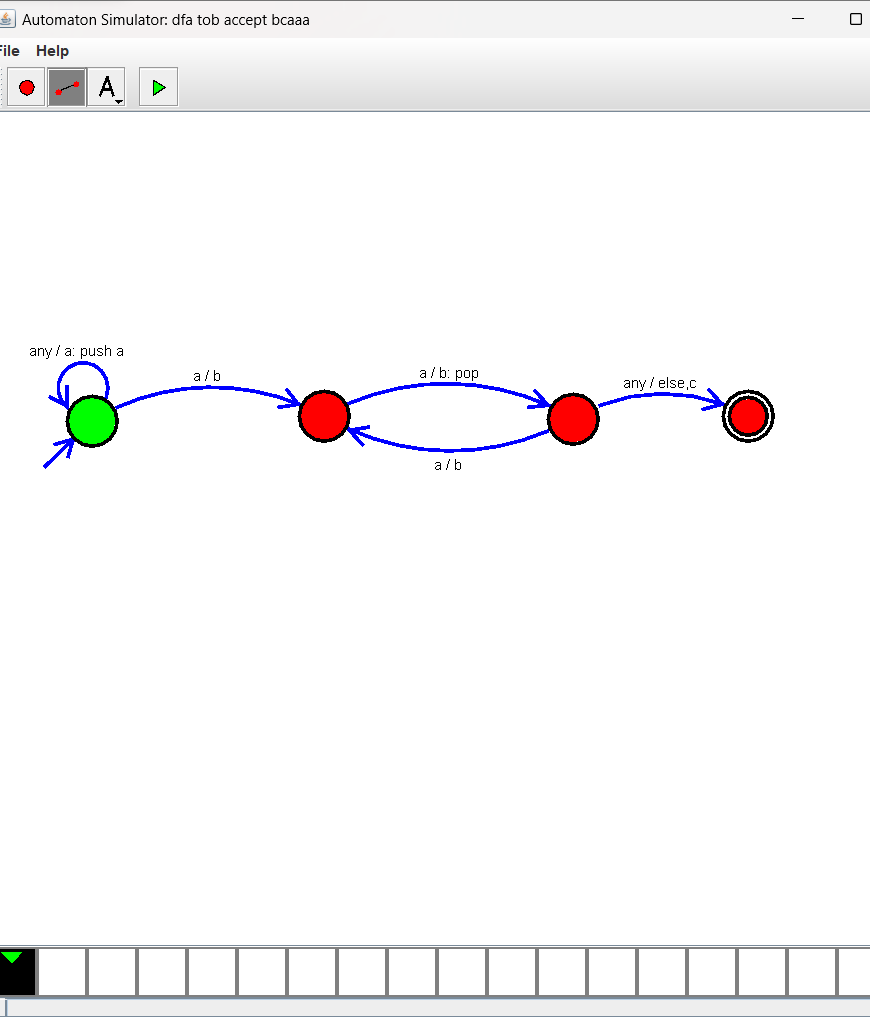 Automaton Simulator: dfa tob accept bcaaa
File Help
A
any / a: push a
a / b
a / b: pop
any / else,c
a / b